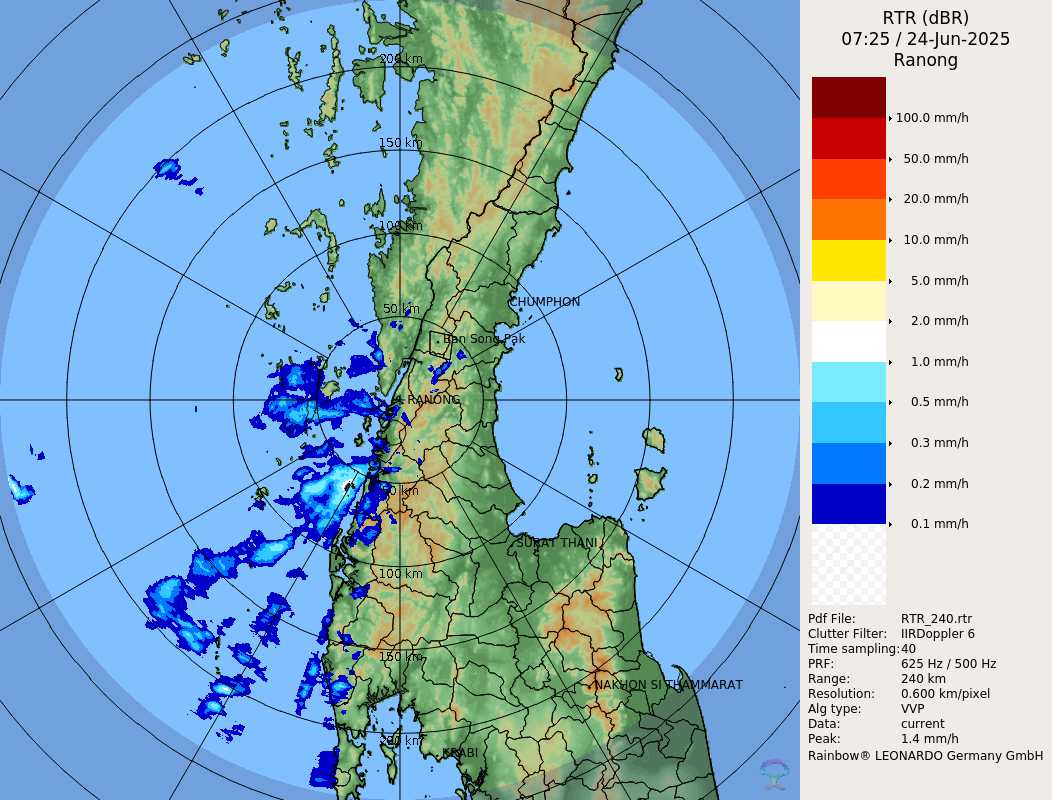 RTR (dBR)
07:25 / 24-Jun-2025
Ranong
200 km
150 km
100 km
50 km
CHUMPHON
Ban Song Pak
RANONG
50 km
SURAT THANI
100 km
150 km
NAKHON SI THAMMARAT
200 km
KRABI
100.0 mm/h
50.0 mm/h
20.0 mm/h
10.0 mm/h
5.0 mm/h
2.0 mm/h
1.0 mm/h
0.5 mm/h
0.3 mm/h
0.2 mm/h
0.1 mm/h
Pdf File: RTR_240.rtr
Clutter Filter: IIRDoppler 6
Time sampling:40
PRF: 625 Hz / 500 Hz
Range: 240 km
Resolution: 0.600 km/pixel
Alg type: VVP
Data: current
Peak: 1.4 mm/h
Rainbow® LEONARDO Germany GmbH